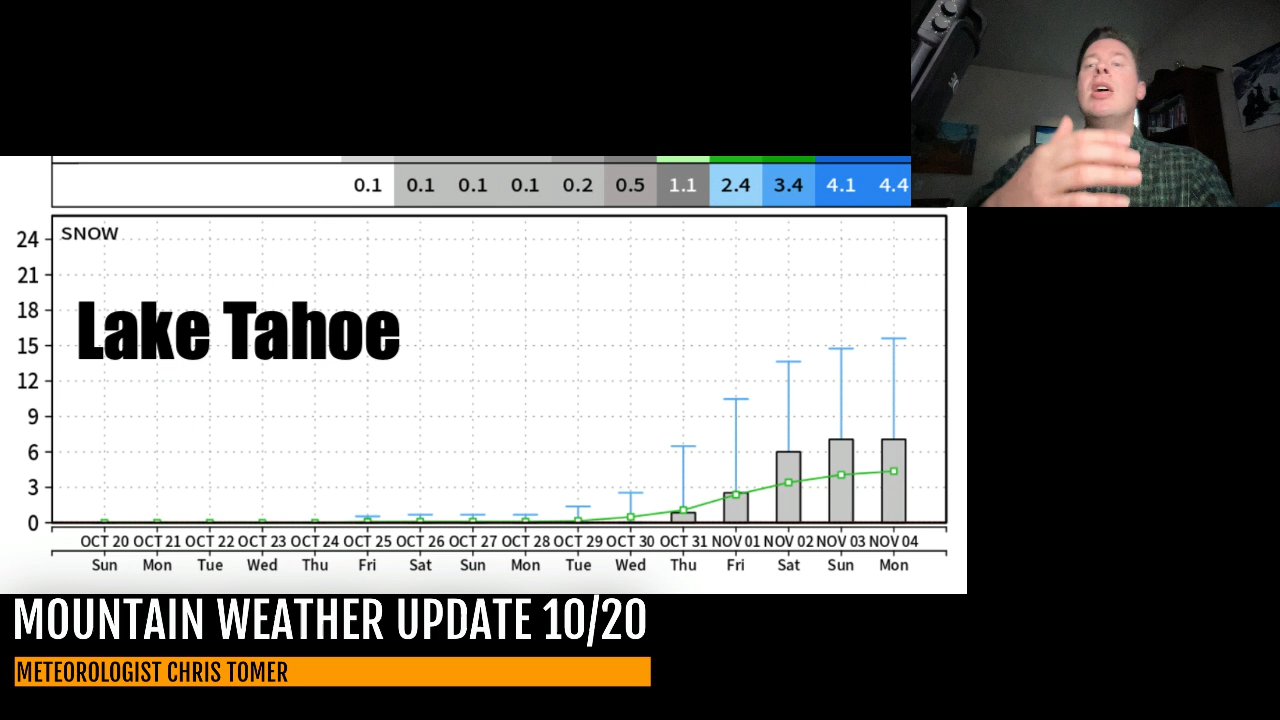 0.1 0.1 0.1 0.1 0.2 0.5 1.1 2.4 3.4 4.1 4.4
SNOW
24
21
18
15
12
9
6
3
0
Lake Tahoe
OCT 20 OCT 21 OCT 22 OCT 23 OCT 24 OCT 25 OCT 26 OCT 27 OCT 28 OCT 29 OCT 30 OCT 31 NOV 01 NOV 02 NOV 03 NOV 04
Sun Mon Tue Wed Thu Fri Sat Sun Mon Tue Wed Thu Fri Sat Sun Mon
MOUNTAIN WEATHER UPDATE 10/20
METEOROLOGIST CHRIS TOMER